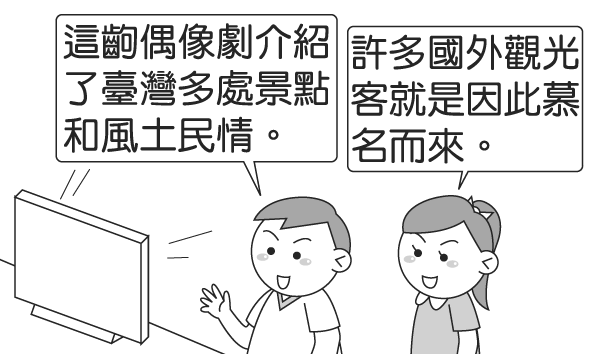 這齣偶像劇介紹
了臺灣多處景點
和風土民情。
許多國外觀光
客就是因此慕
名而來。